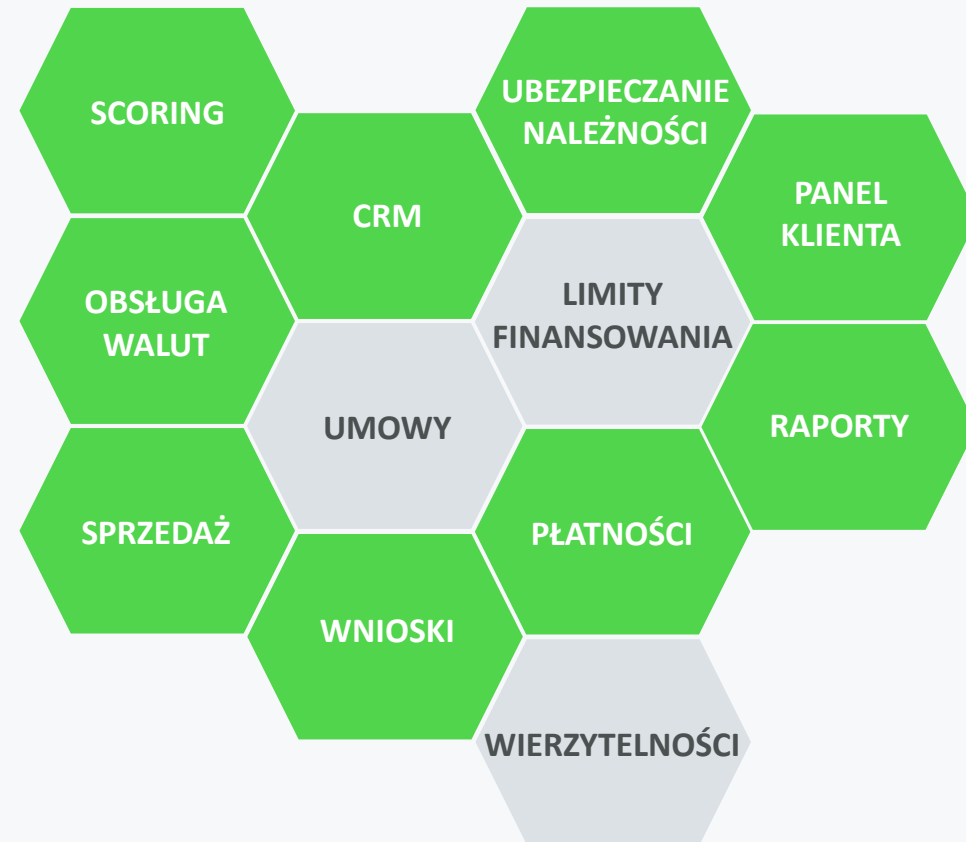 SCORING
UBEZPIECZANIE
NALEŻNOŚCI
CRM
PANEL
KLIENTA
OBSŁUGA
WALUT
LIMITY
FINANSOWANIA
UMOWY
RAPORTY
SPRZEDAŻ
PŁATNOŚCI
WNIOSKI
WIERZYTELNOŚCI